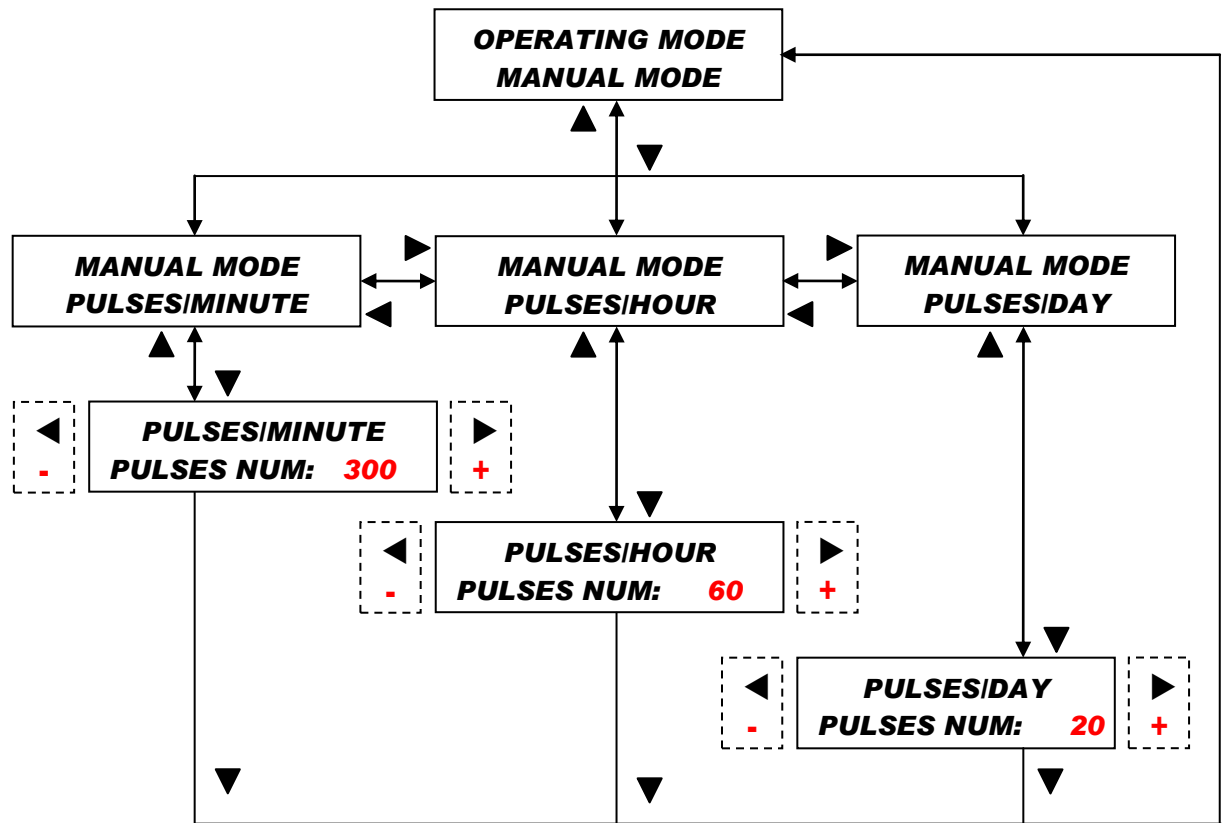 OPERATING MODE
MANUAL MODE
MANUAL MODE
PULSES/MINUTE
MANUAL MODE
PULSES/HOUR
MANUAL MODE
PULSES/DAY
-
PULSES/MINUTE
PULSES NUM: 300
+
-
PULSES/HOUR
PULSES NUM: 60
+
-
PULSES/DAY
PULSES NUM: 20
+